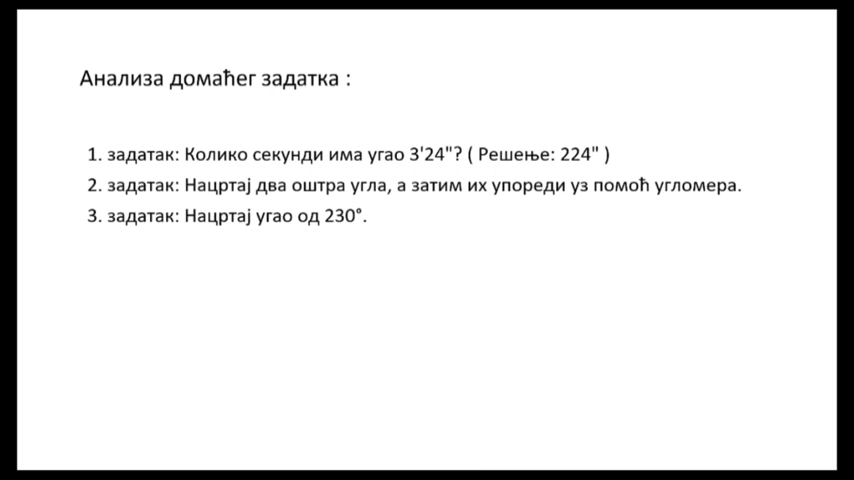 Анализа домаћег задатка :
1. задатак: Колико секунди има угао 3'24"? ( Решење: 224" )
2. задатак: Нацртај два оштра угла, а затим их упореди уз помоћ угломера.
3. задатак: Нацртај угао од 230°.